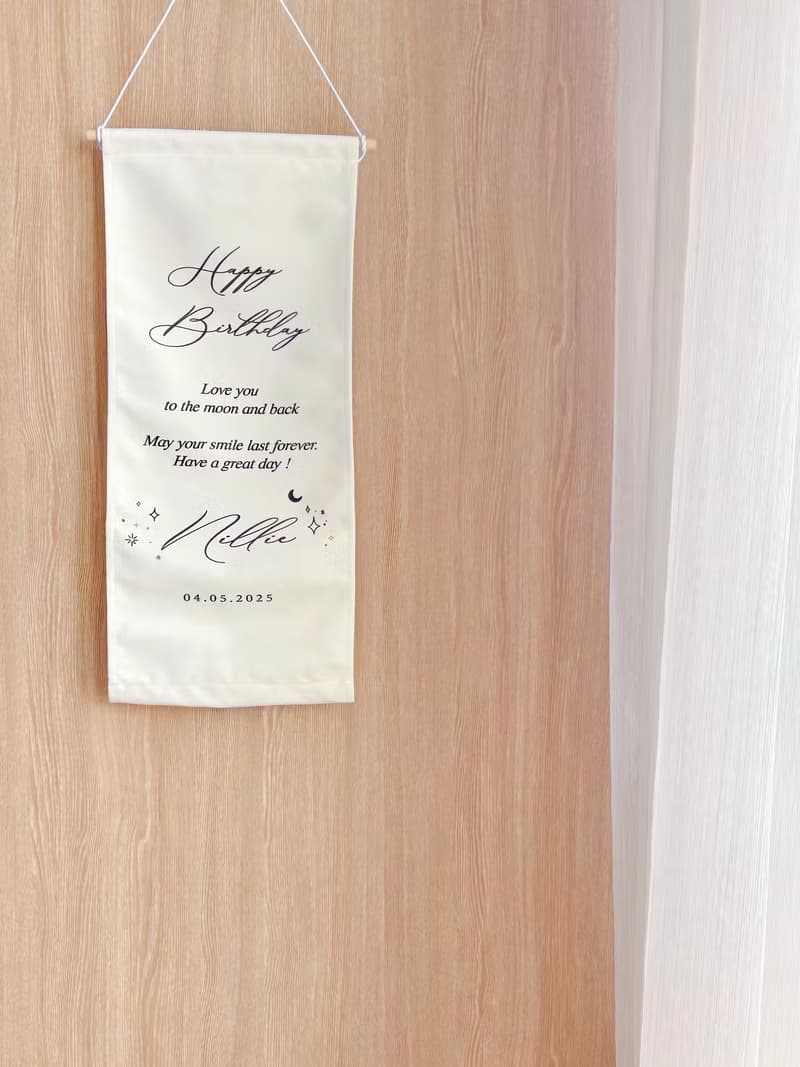 Happy
Birthday
Love you
to the moon and back
May your smile last forever.
Have a great day !
Nillie
04.05.2025